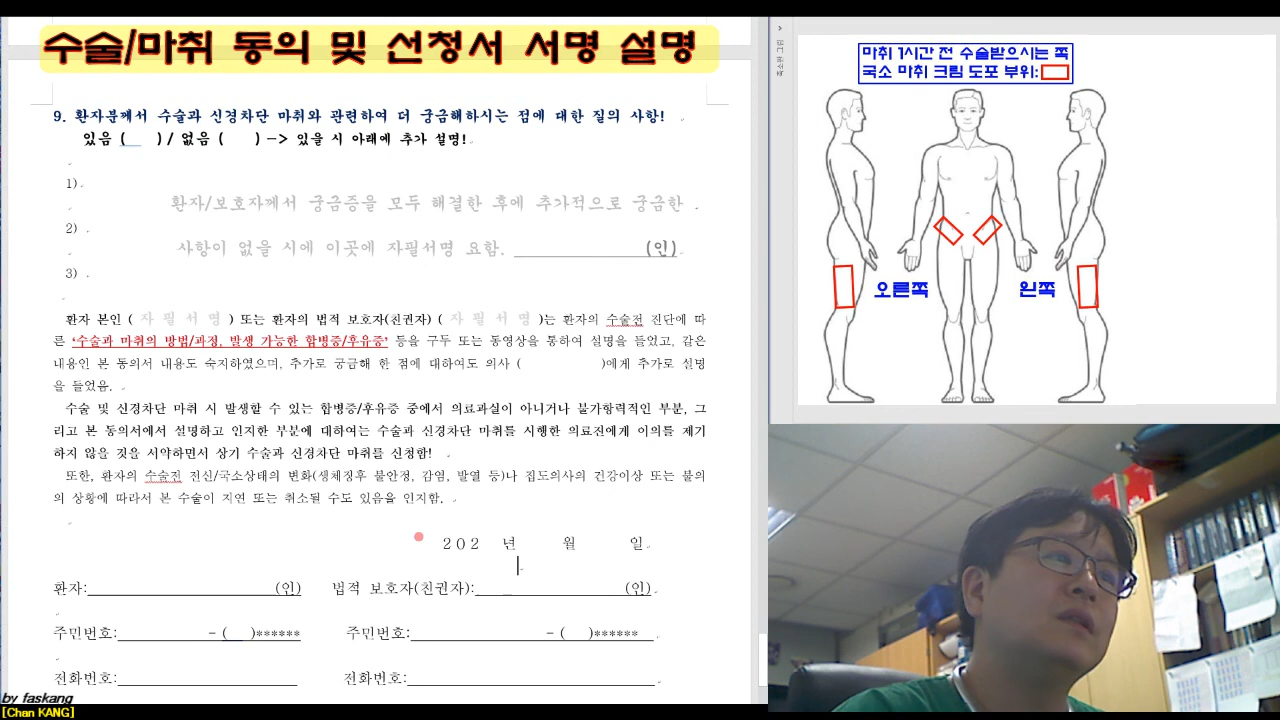 수술/마취 동의 및 신청서 서명 설명
9. 환자분께서 수술과 신경차단 마취와 관련하여 더 궁금해하시는 점에 대한 질의 사항!
있음 (   ) / 없음 (   ) -> 있을 시 아래에 추가 설명!
1)
환자/보호자께서 궁금증을 모두 해결한 후에 추가적으로 궁금한
2)
사항이 없을 시에 이곳에 자필서명 요함. ______________(인)
3)
환자 본인 ( 자 필 서 명 ) 또는 환자의 법적 보호자(친권자) ( 자 필 서 명 )는 환자의 수술전 진단에 따
른 '수술과 마취의 방법/과정, 발생 가능한 합병증/후유증' 등을 구두 또는 동영상을 통하여 설명을 들었고, 같은
내용인 본 동의서 내용도 숙지하였으며, 추가로 궁금해 한 점에 대하여도 의사 (          )에게 추가로 설명
을 들었음.
수술 및 신경차단 마취 시 발생할 수 있는 합병증/후유증 중에서 의료과실이 아니거나 불가항력적인 부분, 그
리고 본 동의서에서 설명하고 인지한 부분에 대하여는 수술과 신경차단 마취를 시행한 의료진에게 이의를 제기
하지 않을 것을 서약하면서 상기 수술과 신경차단 마취를 신청함!
또한, 환자의 수술전 전신/국소상태의 변화(생체징후 불안정, 감염, 발열 등)나 집도의사의 건강이상 또는 불의
의 상황에 따라서 본 수술이 지연 또는 취소될 수도 있음을 인지함.
202   년     월     일
환자:______________(인)   법적 보호자(친권자):______________(인)
주민번호:__________-(   )******   주민번호:__________-(   )******
전화번호:______________   전화번호:______________
by faskang
[Chan KANG]
마취 1시간 전 수술받으시는 쪽
국소 마취 크림 도포 부위:
오른쪽
왼쪽